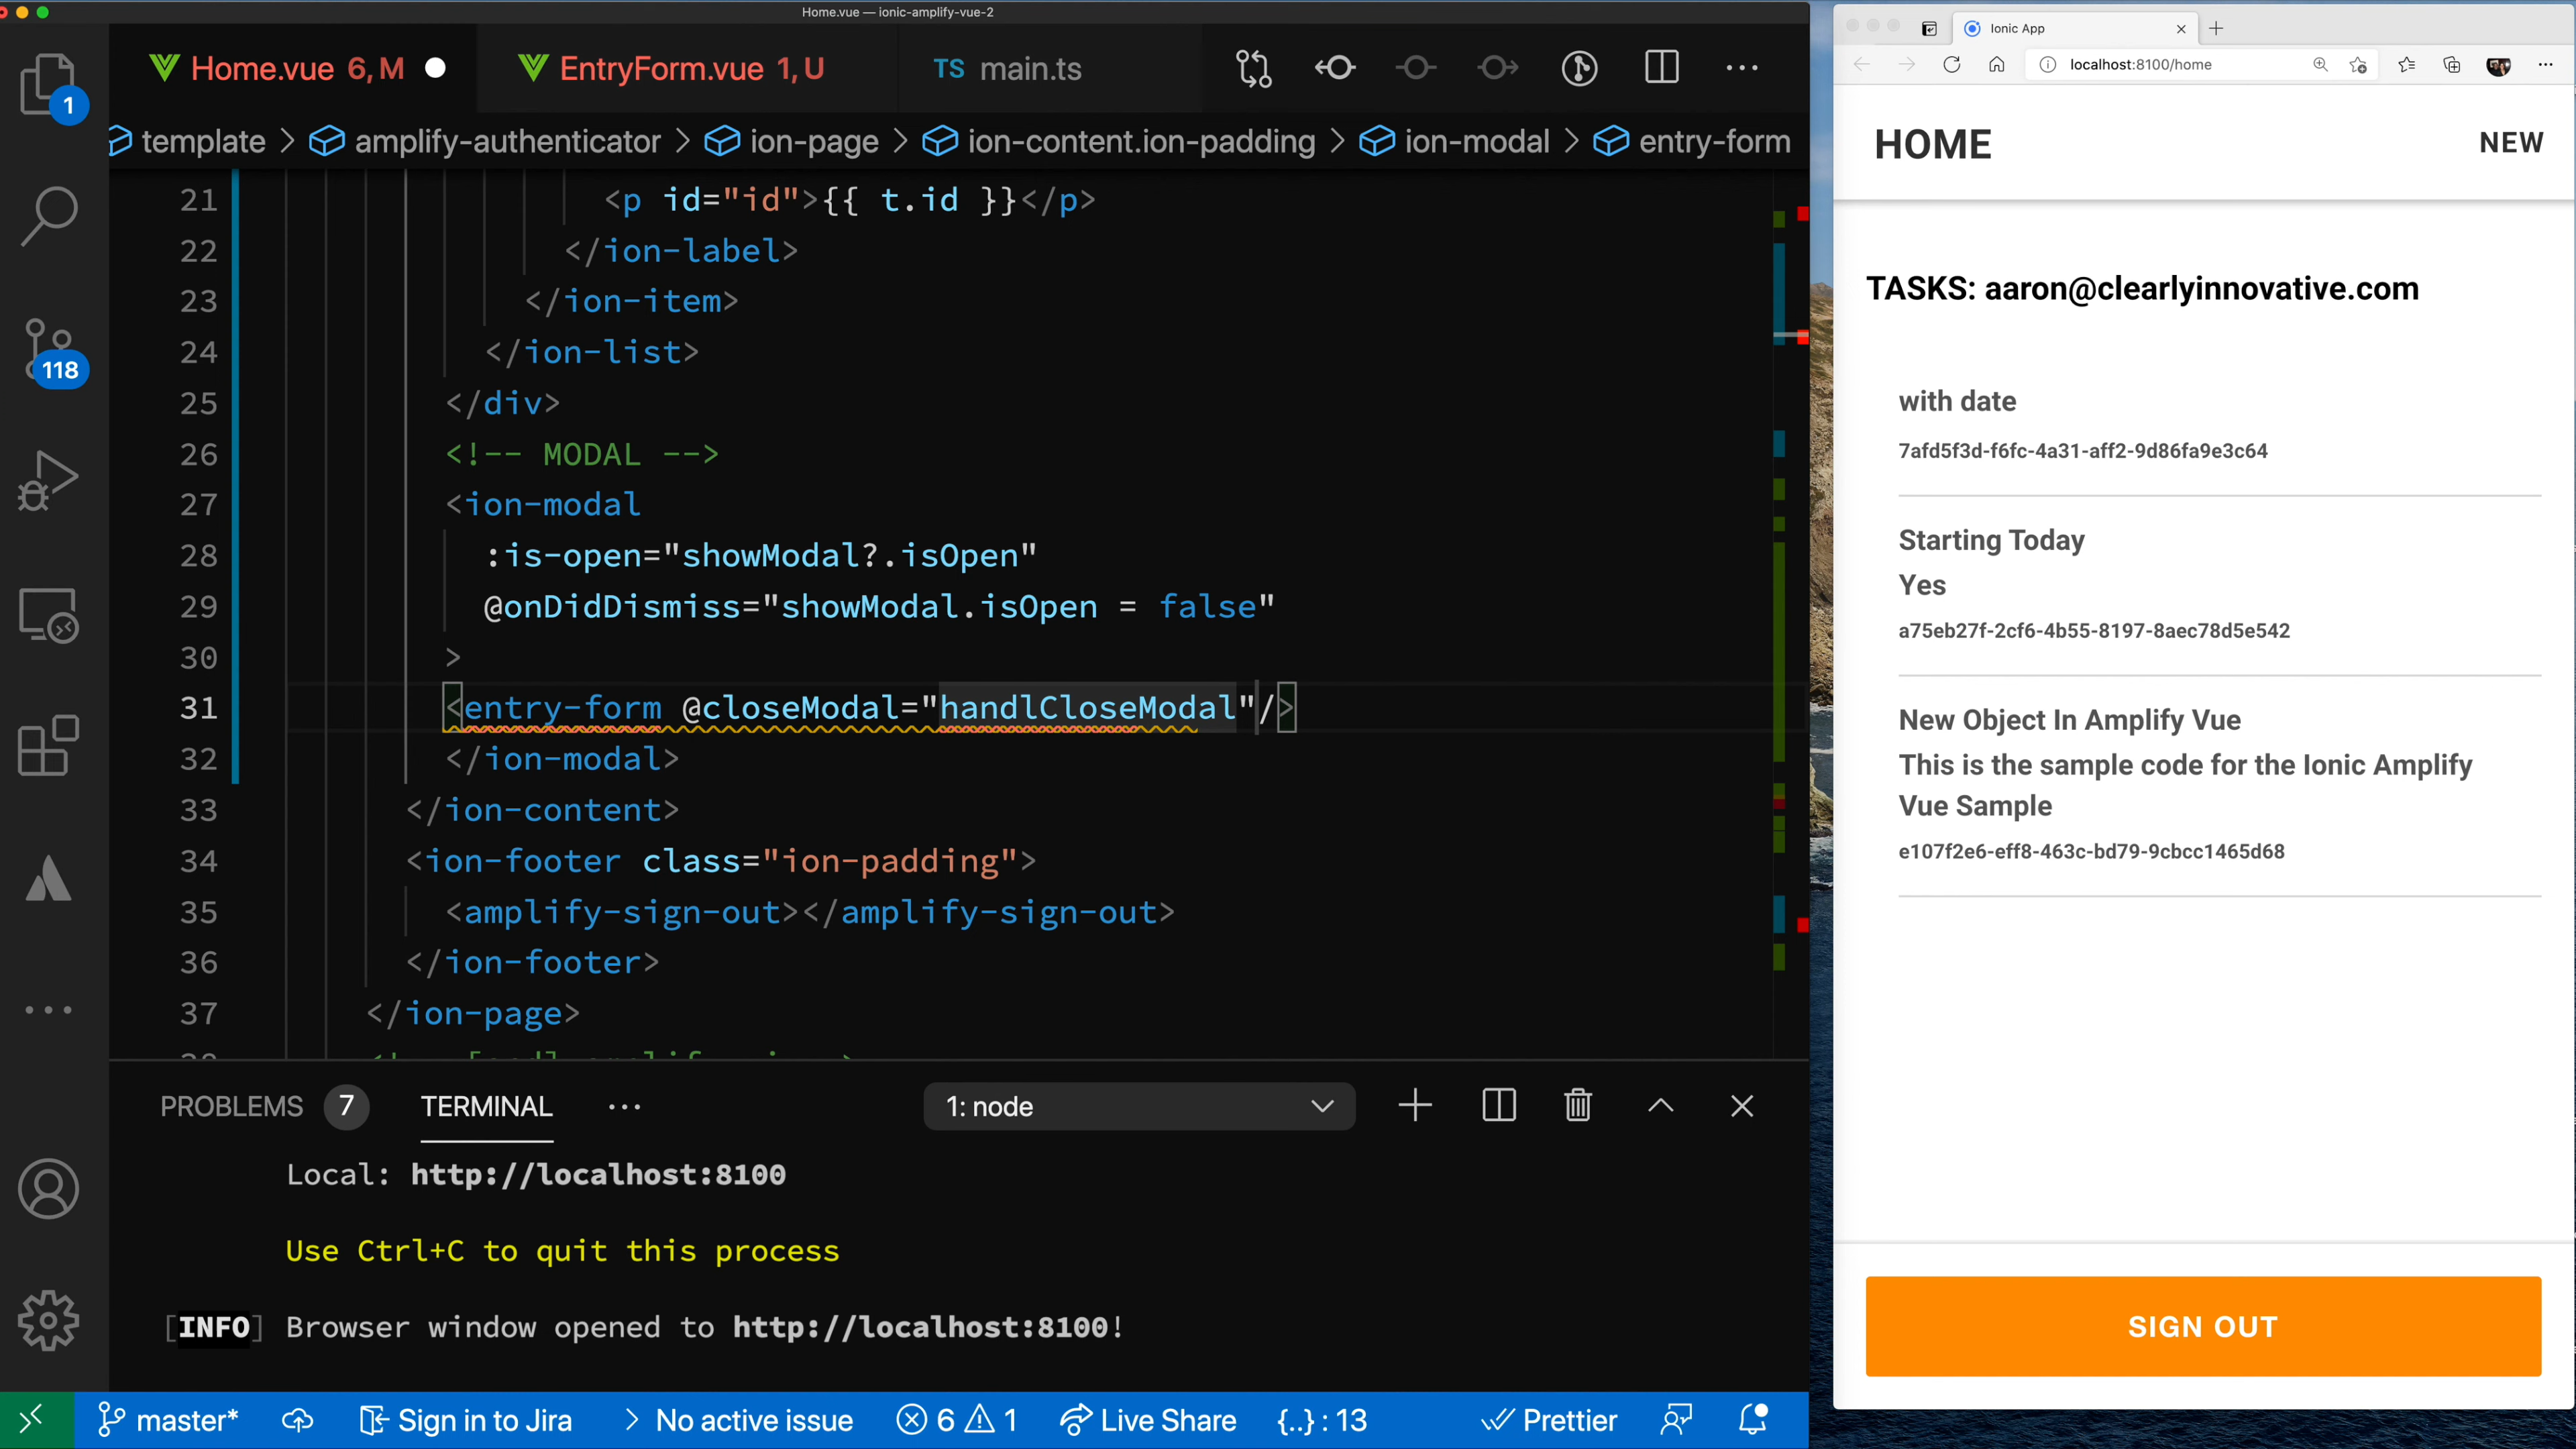 Home.vue — ionic-amplify-vue-2
Home.vue 6, M
EntryForm.vue 1, U
TS main.ts
template > amplify-authenticator > ion-page > ion-content.ion-padding > ion-modal > entry-form
21 <p id="id">{{ t.id }}</p>
22 </ion-label>
23 </ion-item>
24 </ion-list>
25 </div>
26 <!-- MODAL -->
27 <ion-modal
28 :is-open="showModal?.isOpen"
29 @onDidDismiss="showModal.isOpen = false"
30 >
31 <entry-form @closeModal="handlCloseModal"/>
32 </ion-modal>
33 </ion-content>
34 <ion-footer class="ion-padding">
35 <amplify-sign-out></amplify-sign-out>
36 </ion-footer>
37 </ion-page>
1
118
PROBLEMS 7 TERMINAL ···
1: node
Local: http://localhost:8100
Use Ctrl+C to quit this process
[INFO] Browser window opened to http://localhost:8100!
master*
Sign in to Jira
> No active issue
6
1
Live Share
{..} : 13
Prettier
Ionic App
localhost:8100/home
HOME
NEW
TASKS: aaron@clearlyinnovative.com
with date
7afd5f3d-f6fc-4a31-aff2-9d86fa9e3c64
Starting Today
Yes
a75eb27f-2cf6-4b55-8197-8aec78d5e542
New Object In Amplify Vue
This is the sample code for the Ionic Amplify
Vue Sample
e107f2e6-eff8-463c-bd79-9cbcc1465d68
SIGN OUT